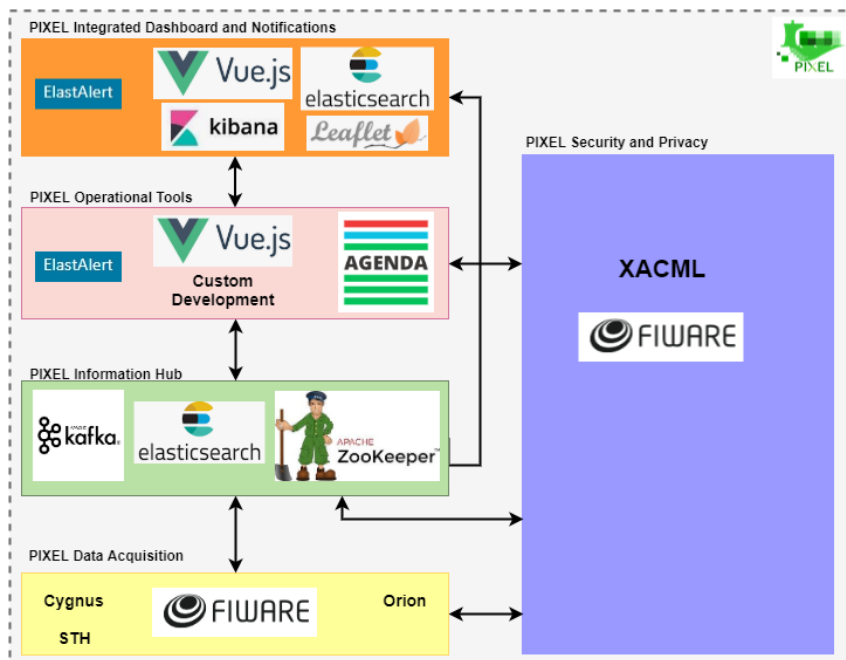 PIXEL Integrated Dashboard and Notifications
PIXEL
ElastAlert
Vue.js
elasticsearch
kibana
Leaflet
PIXEL Security and Privacy
PIXEL Operational Tools
ElastAlert
Vue.js
AGENDA
Custom
Development
XACML
FIWARE
PIXEL Information Hub
APACHE
kafka®
elasticsearch
APACHE
ZooKeeper™
PIXEL Data Acquisition
Cygnus
FIWARE
Orion
STH